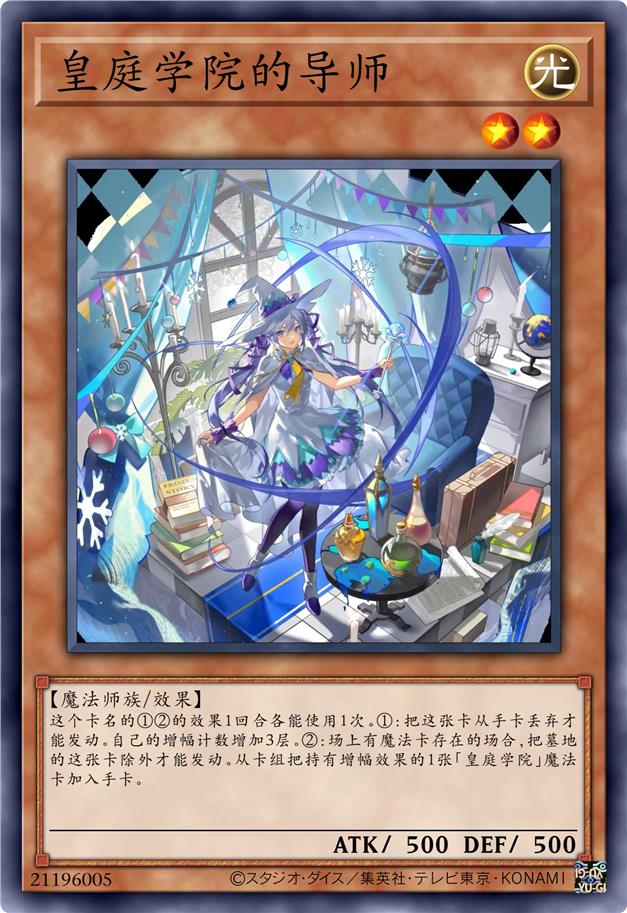 皇庭学院的导师
光
FROZEN
STORY
【魔法师族/效果】
这个卡名的①②的效果1回合各能使用1次。①:把这张卡从手卡丢弃才
能发动。自己的增幅计数增加3层。②:场上有魔法卡存在的场合,把墓地
的这张卡除外才能发动。从卡组把持有增幅效果的1张「皇庭学院」魔法
卡加入手卡。
ATK/ 500 DEF/ 500
21196005
©スタジオ・ダイス／集英社・テレビ東京・KONAMI